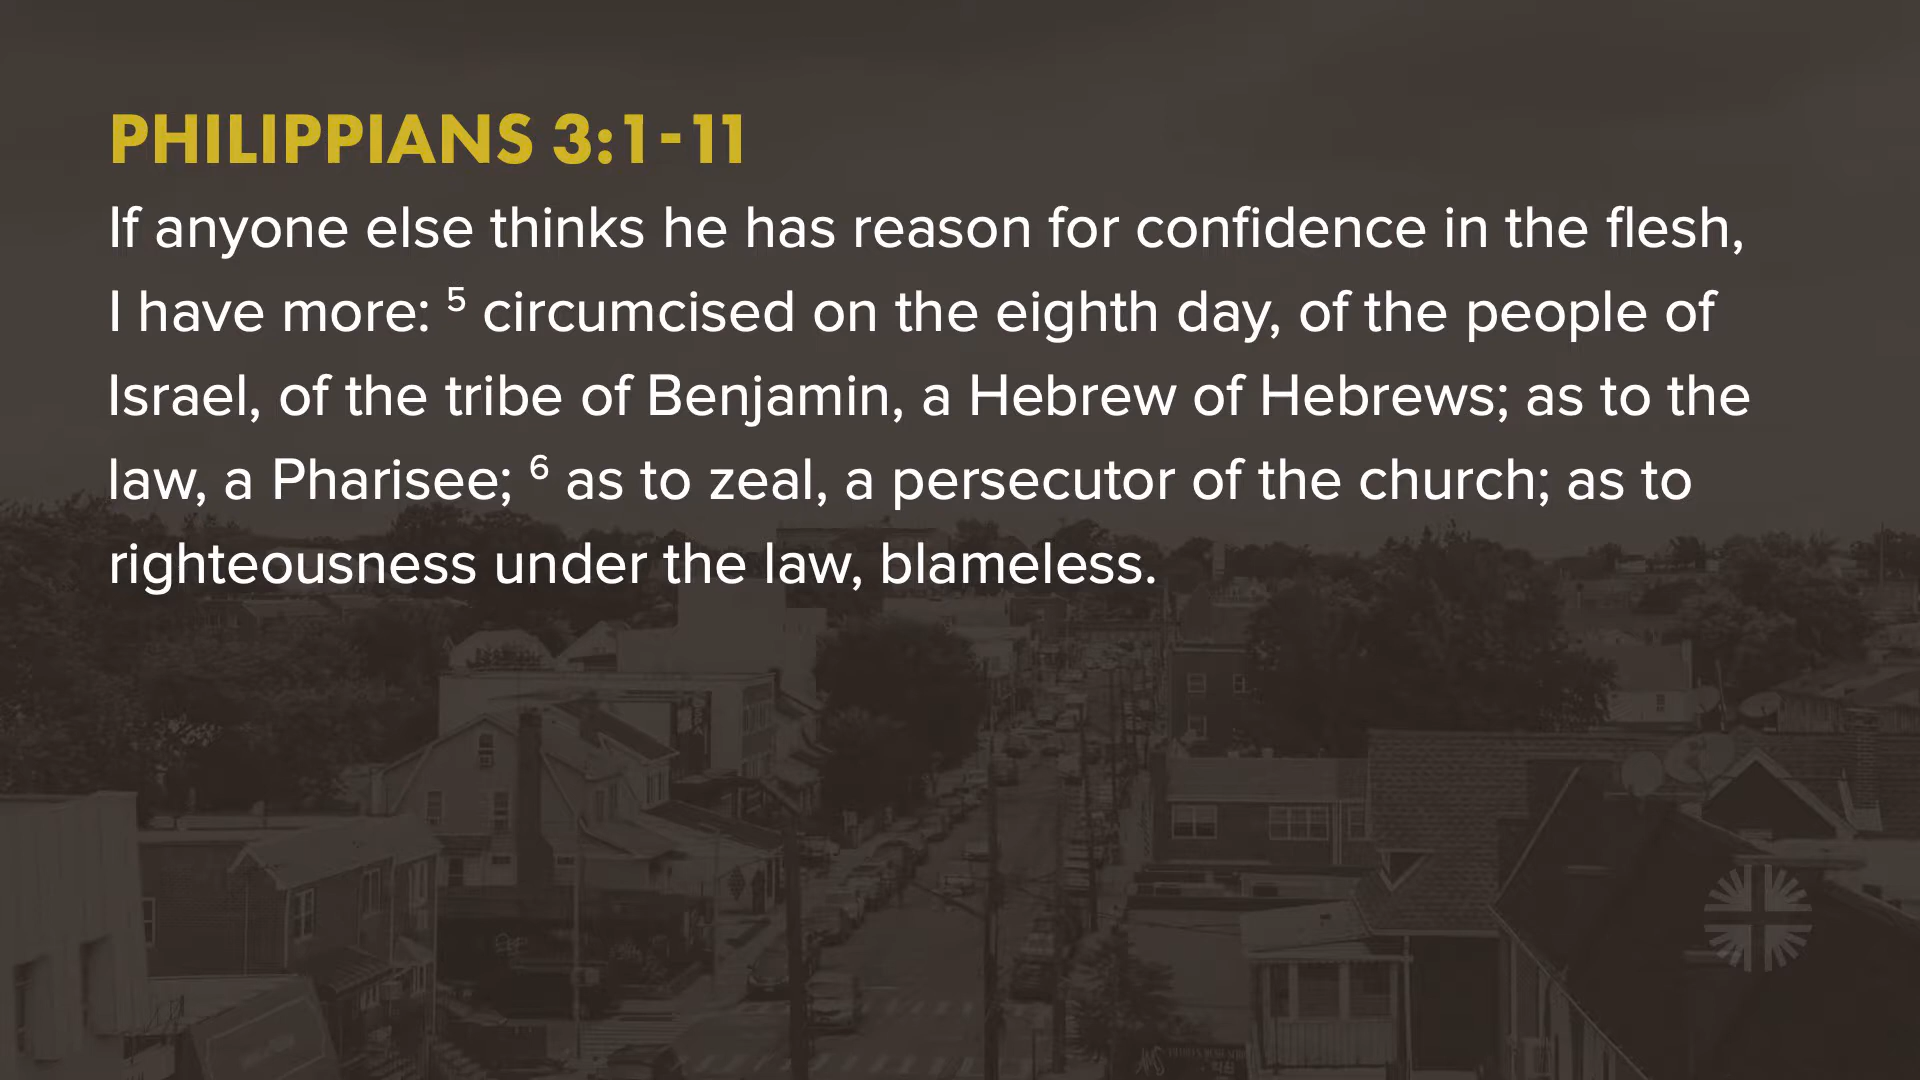 PHILIPPIANS 3:1-11
If anyone else thinks he has reason for confidence in the flesh,
I have more: ⁵ circumcised on the eighth day, of the people of
Israel, of the tribe of Benjamin, a Hebrew of Hebrews; as to the
law, a Pharisee; ⁶ as to zeal, a persecutor of the church; as to
righteousness under the law, blameless.